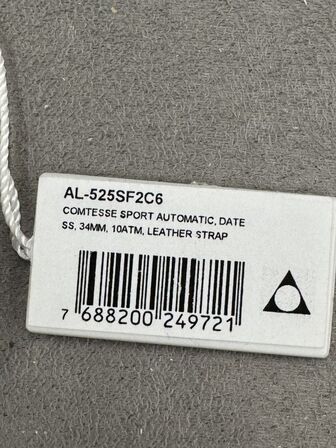 AL-525SF2C6
COMTESSE SPORT AUTOMATIC, DATE
SS, 34MM, 10ATM, LEATHER STRAP
7 688200 249721